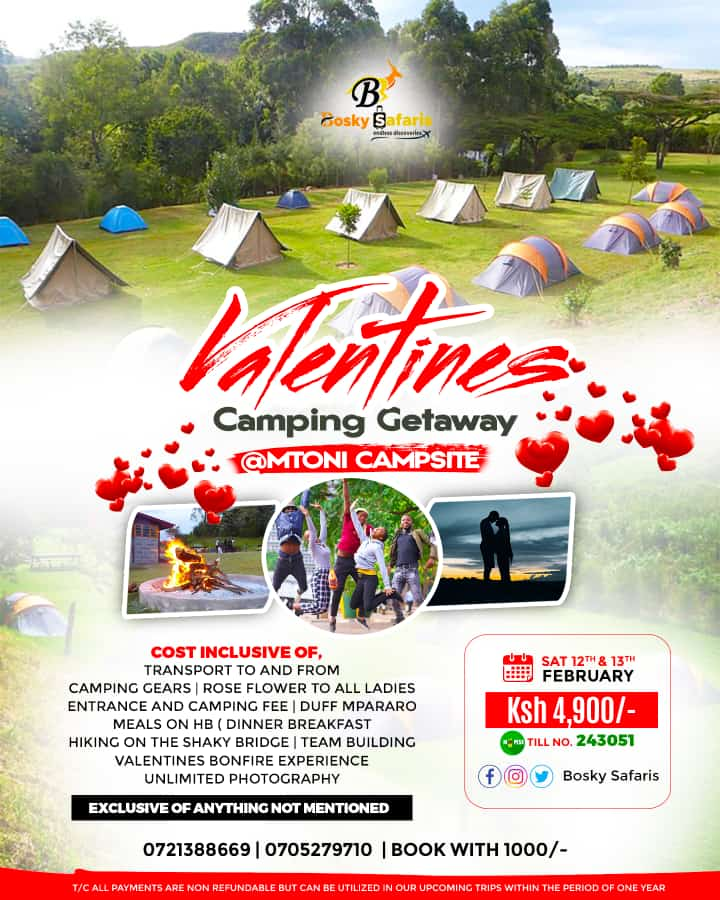 B
Bosky Safaris
endless discoveries
Valentines
Camping Getaway
@MTONI CAMPSITE
COST INCLUSIVE OF,
TRANSPORT TO AND FROM
CAMPING GEARS | ROSE FLOWER TO ALL LADIES
ENTRANCE AND CAMPING FEE | DUFF MPARARO
MEALS ON HB ( DINNER BREAKFAST
HIKING ON THE SHAKY BRIDGE | TEAM BUILDING
VALENTINES BONFIRE EXPERIENCE
UNLIMITED PHOTOGRAPHY
EXCLUSIVE OF ANYTHING NOT MENTIONED
SAT 12TH & 13TH
FEBRUARY
Ksh 4,900/-
TILL NO. 243051
Bosky Safaris
0721388669 | 0705279710 | BOOK WITH 1000/-
T/C ALL PAYMENTS ARE NON REFUNDABLE BUT CAN BE UTILIZED IN OUR UPCOMING TRIPS WITHIN THE PERIOD OF ONE YEAR